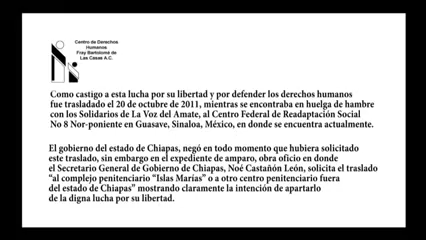 Centro de Derechos
Humanos
Fray Bartolomé de
Las Casas A.C.
Como castigo a esta lucha por su libertad y por defender los derechos humanos
fue trasladado el 20 de octubre de 2011, mientras se encontraba en huelga de hambre
con los Solidarios de La Voz del Amate, al Centro Federal de Readaptación Social
No 8 Nor-poniente en Guasave, Sinaloa, México, en donde se encuentra actualmente.
El gobierno del estado de Chiapas, negó en todo momento que hubiera solicitado
este traslado, sin embargo en el expediente de amparo, obra oficio en donde
el Secretario General de Gobierno de Chiapas, Noé Castañón León, solicita el traslado
"al complejo penitenciario "Islas Marías" o a otro centro penitenciario fuera
del estado de Chiapas" mostrando claramente la intención de apartarlo
de la digna lucha por su libertad.